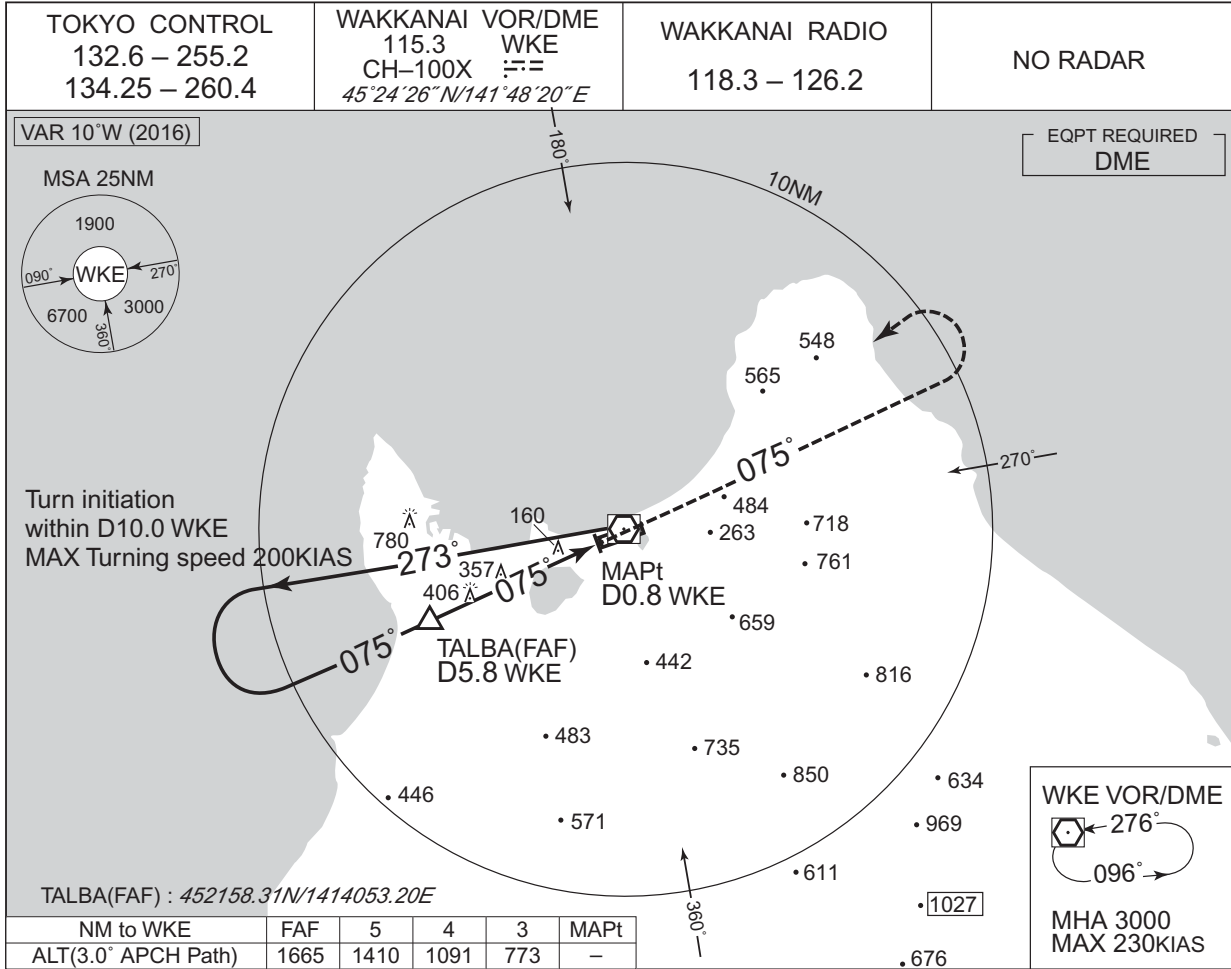 TOKYO CONTROL
132.6 – 255.2
134.25 – 260.4
WAKKANAI VOR/DME
115.3 WKE
CH–100X
45°24´26˝N/141°48´20˝E
WAKKANAI RADIO
118.3 – 126.2
NO RADAR
VAR 10°W (2016)
EQPT REQUIRED
DME
MSA 25NM
1900
090°
WKE
270°
6700
3000
360°
180°
10NM
548
565
075°
270°
484
263
718
761
Turn initiation
within D10.0 WKE
MAX Turning speed 200KIAS
780
160
273°
357
406
075°
MAPt
D0.8 WKE
075°
TALBA(FAF)
D5.8 WKE
659
442
816
483
735
850
634
446
571
969
611
1027
676
360°
WKE VOR/DME
276°
096°
MHA 3000
MAX 230KIAS
TALBA(FAF) : 452158.31N/1414053.20E
NM to WKE FAF 5 4 3 MAPt
ALT(3.0° APCH Path) 1665 1410 1091 773 –